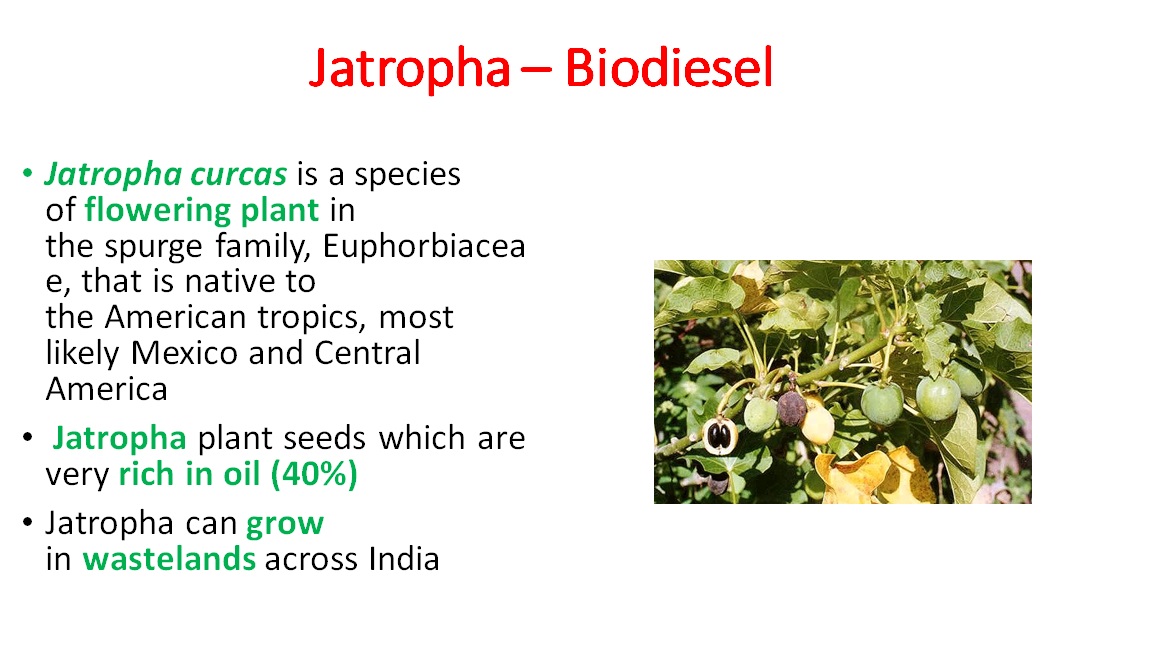 Jatropha – Biodiesel
• Jatropha curcas is a species
of flowering plant in
the spurge family, Euphorbiacea
e, that is native to
the American tropics, most
likely Mexico and Central
America
• Jatropha plant seeds which are
very rich in oil (40%)
• Jatropha can grow
in wastelands across India